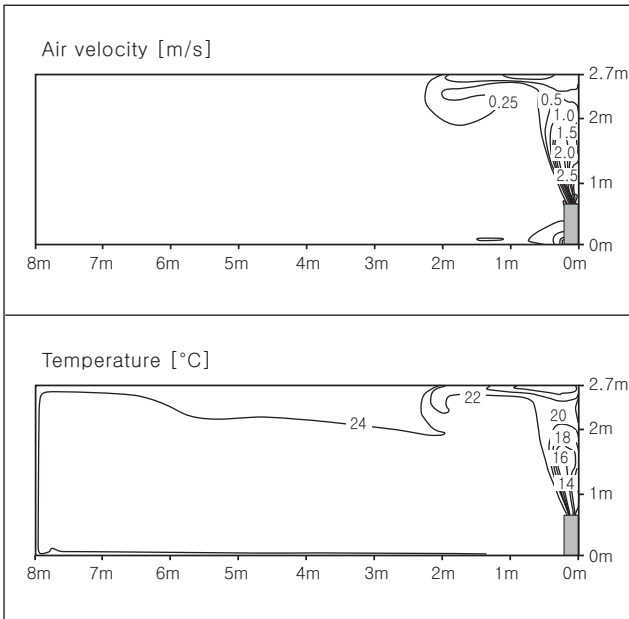 Air velocity [m/s]
2.7m
0.25
0.5
1.0
2m
1.5
2.0
2.5
1m
0m
8m 7m 6m 5m 4m 3m 2m 1m 0m
Temperature [°C]
2.7m
22
20
24
2m
18
16
14
1m
0m
8m 7m 6m 5m 4m 3m 2m 1m 0m